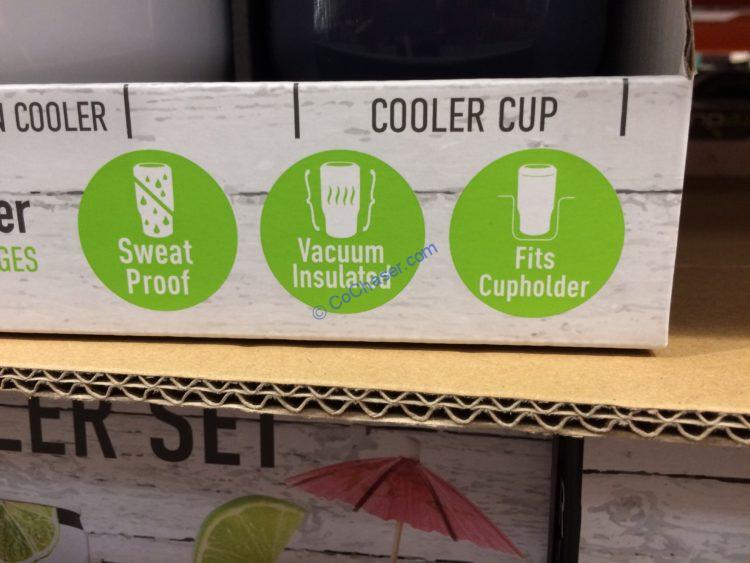 N COOLER
COOLER CUP
er
GES
Sweat
Proof
Vacuum
Insulated
Fits
Cupholder
© CoChaser.com
LER SET